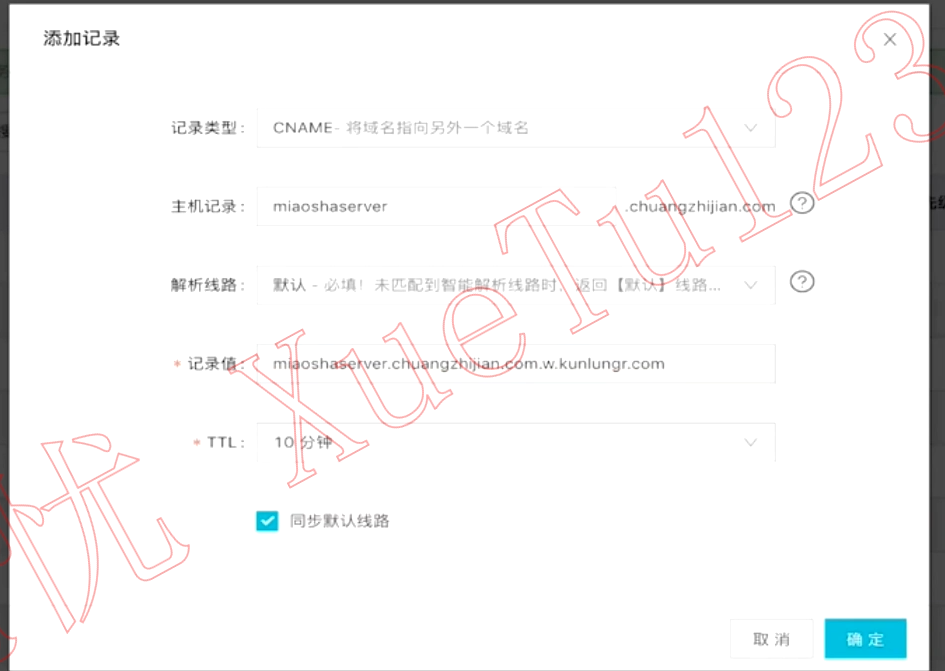 添加记录
记录类型: CNAME- 将域名指向另外一个域名
主机记录: miaoshaserver .chuangzhijian.com ?
解析线路: 默认 - 必填！未匹配到智能解析线路时，返回【默认】线路... ?
* 记录值: miaoshaserver.chuangzhijian.com.w.kunlungr.com
* TTL: 10 分钟
同步默认线路
取 消 确 定
忧 XueTu123